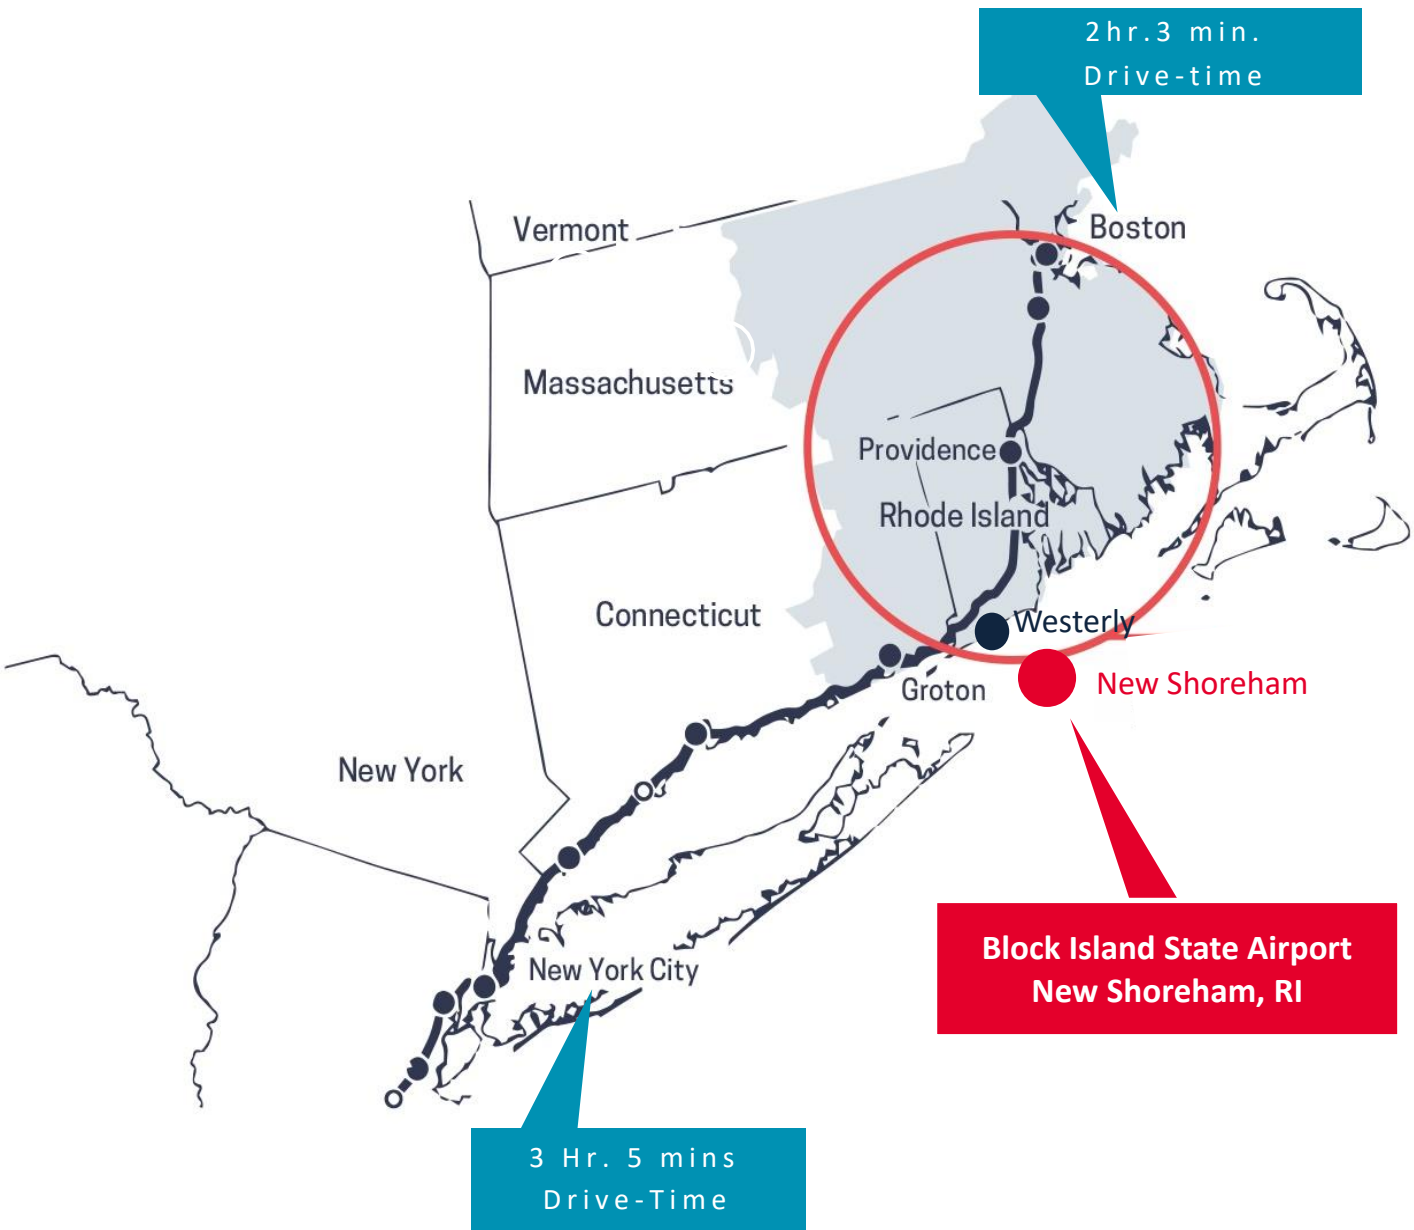 2hr.3 min.
Drive-time
Vermont
Boston
Massachusetts
Providence
Rhode Island
Connecticut
Westerly
Groton
New Shoreham
New York
Block Island State Airport
New Shoreham, RI
New York City
3 Hr. 5 mins
Drive-Time